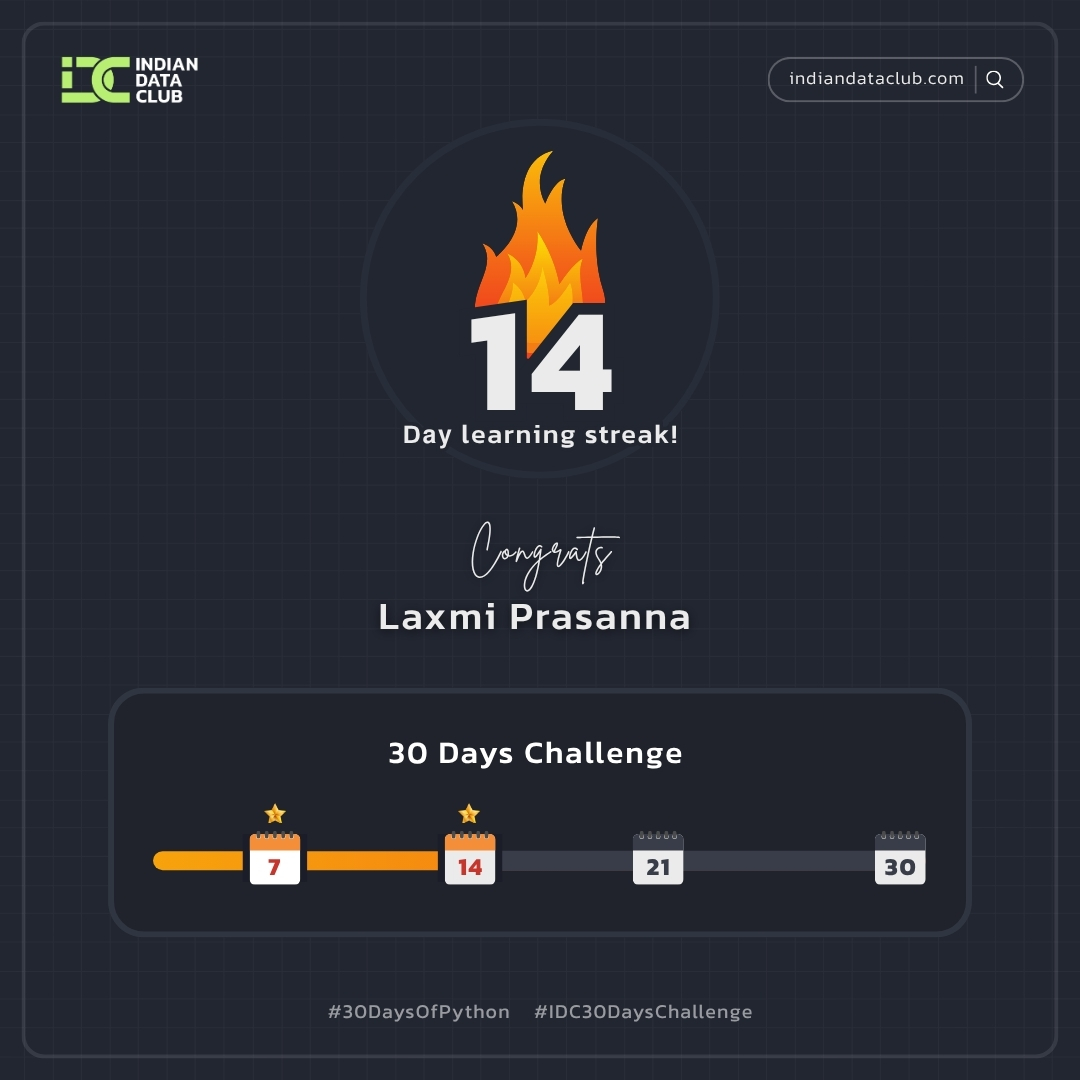 INDIAN
DATA
CLUB
indiandataclub.com
14
Day learning streak!
Congrats
Laxmi Prasanna
30 Days Challenge
7 14 21 30
#30DaysOfPython #IDC30DaysChallenge